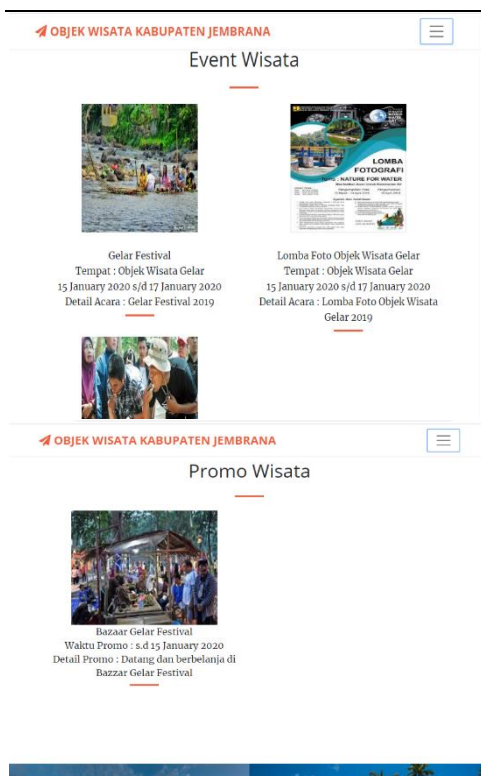 OBJEK WISATA KABUPATEN JEMBRANA
Event Wisata
LOMBA
FOTOGRAFI
NATURE FOR WATER
Gelar Festival
Tempat : Objek Wisata Gelar
15 January 2020 s/d 17 January 2020
Detail Acara : Gelar Festival 2019
Lomba Foto Objek Wisata Gelar
Tempat : Objek Wisata Gelar
15 January 2020 s/d 17 January 2020
Detail Acara : Lomba Foto Objek Wisata
Gelar 2019
OBJEK WISATA KABUPATEN JEMBRANA
Promo Wisata
Bazaar Gelar Festival
Waktu Promo : s.d 15 January 2020
Detail Promo : Datang dan berbelanja di
Bazzar Gelar Festival